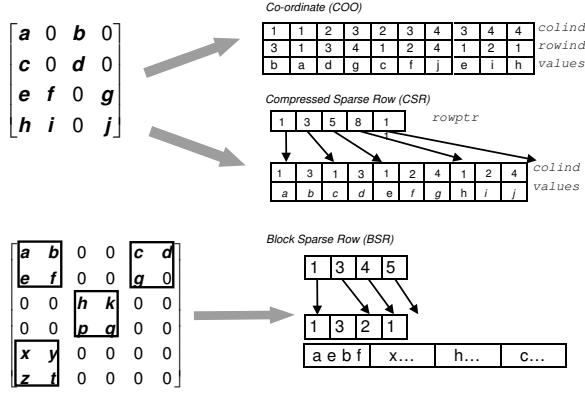 Co-ordinate (COO)
a 0 b 0
c 0 d 0
e f 0 g
h i 0 j
1 1 2 3 2 3 4 3 4 4 colind
3 1 3 4 1 2 4 1 2 1 rowind
b a d g c f j e i h values
Compressed Sparse Row (CSR)
1 3 5 8 1 rowptr
1
1 3 1 3 1 2 4 1 2 4 colind
a b c d e f g h i j values
Block Sparse Row (BSR)
a b 0 0 c d
e f 0 0 g 0
0 0 h k 0 0
0 0 p q 0 0
x y 0 0 0 0
z t 0 0 0 0
1 3 4 5
1 3 2 1
a e b f x... h... c...